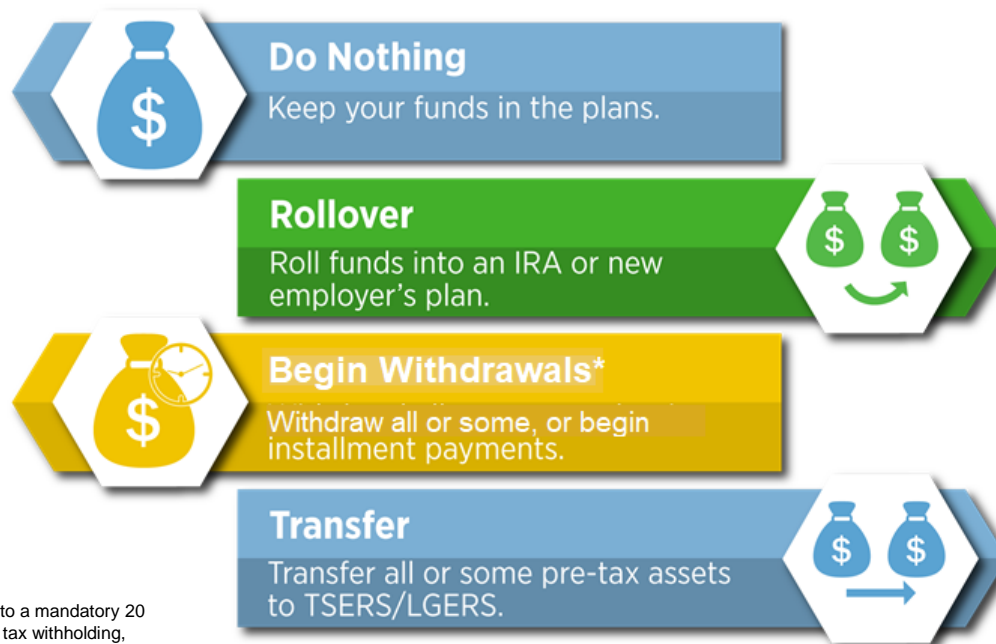 Do Nothing
$
Keep your funds in the plans.
Rollover
$ $
Roll funds into an IRA or new
employer’s plan.
Begin Withdrawals*
$
Withdraw all or some, or begin
installment payments.
Transfer
$ $
Transfer all or some pre-tax assets
to TSERS/LGERS.
to a mandatory 20
tax withholding,